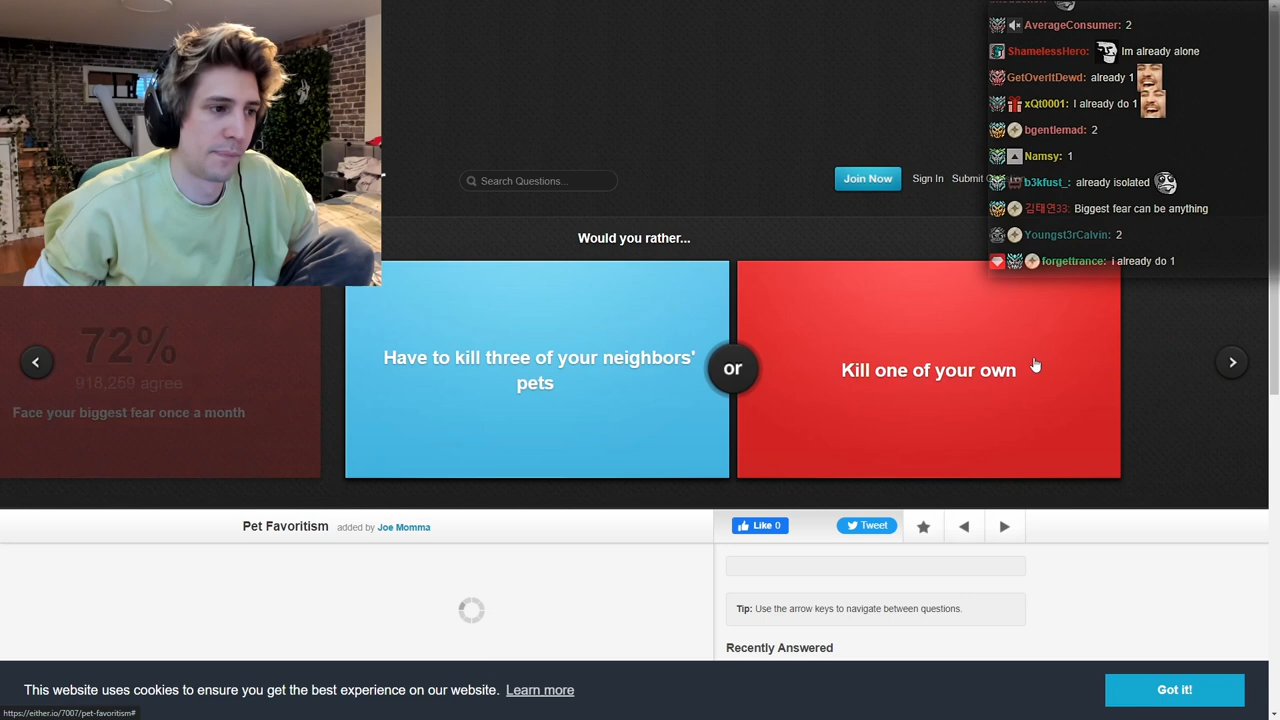 AverageConsumer: 2
ShamelessHero: Im already alone
GetOverItDewd: already 1
xQt0001: I already do 1
bgentlemad: 2
Namsy: 1
b3kfust_: already isolated
김태연33: Biggest fear can be anything
Youngst3rCalvin: 2
forgettrance: i already do 1
Search Questions...
Join Now
Sign In
Submit
Would you rather...
72%
918,259 agree
Face your biggest fear once a month
Have to kill three of your neighbors'
pets
or
Kill one of your own
Pet Favoritism added by Joe Momma
Like 0
Tweet
Tip: Use the arrow keys to navigate between questions.
Recently Answered
This website uses cookies to ensure you get the best experience on our website. Learn more
Got it!
https://either.io/7007/pet-favoritism#